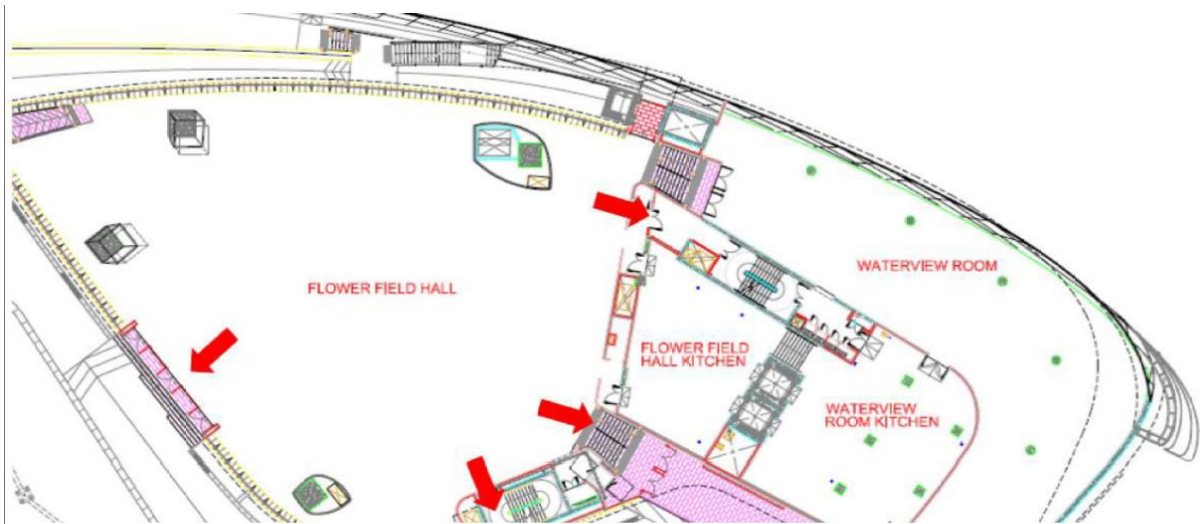 FLOWER FIELD HALL
WATERVIEW ROOM
FLOWER FIELD
HALL KITCHEN
WATERVIEW
ROOM KITCHEN